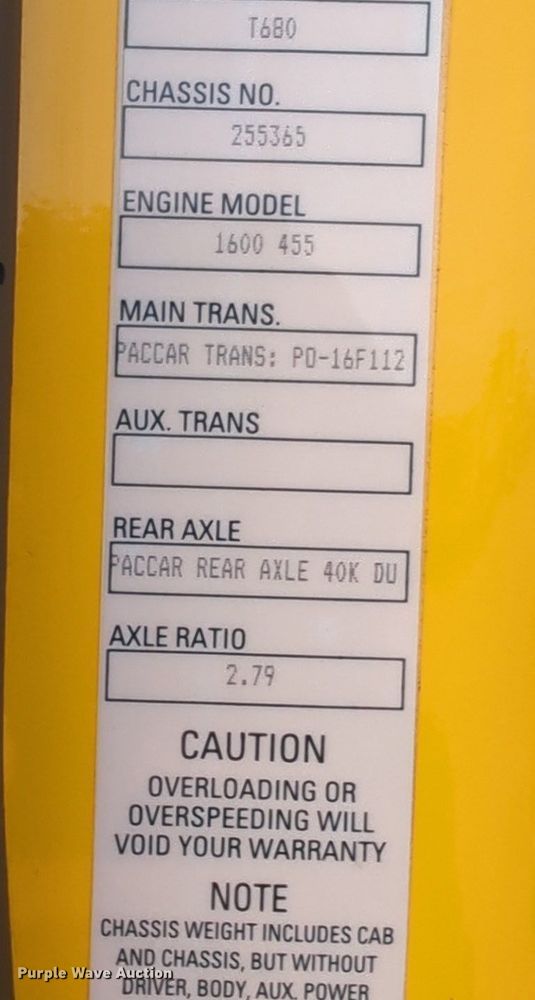 T680
CHASSIS NO.
255365
ENGINE MODEL
1600 455
MAIN TRANS.
PACCAR TRANS: PO-16F112
AUX. TRANS
REAR AXLE
PACCAR REAR AXLE 40K DU
AXLE RATIO
2.79
CAUTION
OVERLOADING OR
OVERSPEEDING WILL
VOID YOUR WARRANTY
NOTE
CHASSIS WEIGHT INCLUDES CAB
AND CHASSIS, BUT WITHOUT
DRIVER, BODY, AUX. POWER
Purple Wave Auction